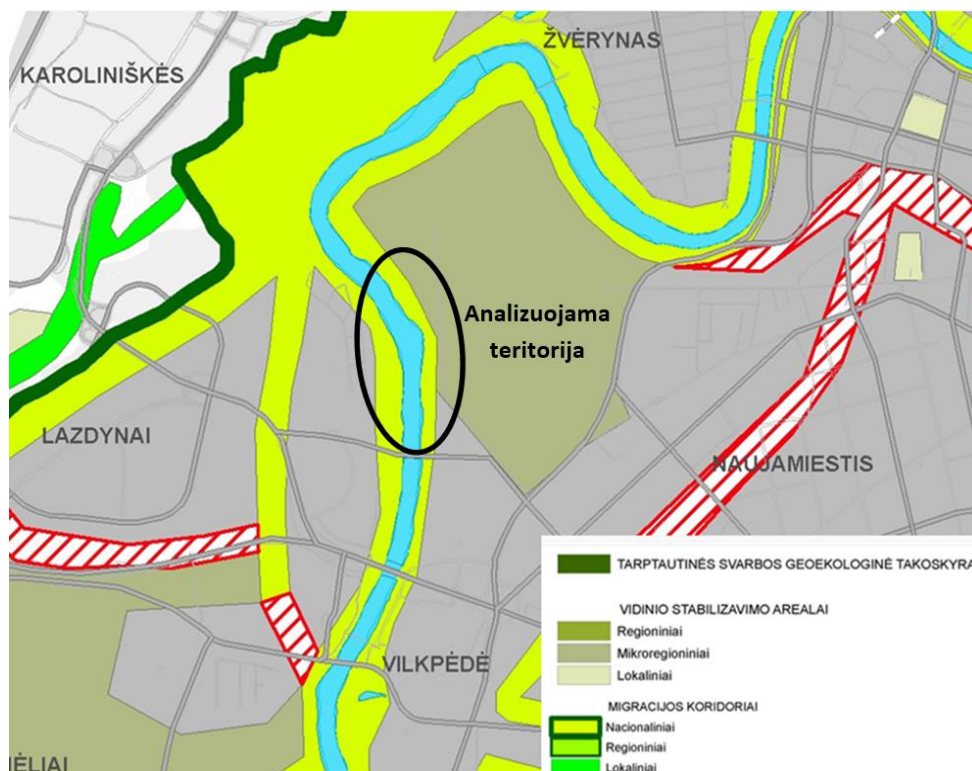 ŽVĖRYNAS
KAROLINIŠKĖS
Analizuojama
teritorija
LAZDYNAI
NAUJAMIESTIS
VILKPĖDĖ
ĖLIAI
TARPTAUTINĖS SVARBOS GEOEKOLOGINĖ TAKOSKYRA
VIDINIO STABILIZAVIMO AREALAI
Regioniniai
Mikroregioniniai
Lokaliniai
MIGRACIJOS KORIDORIAI
Nacionaliniai
Regioniniai
Lokaliniai